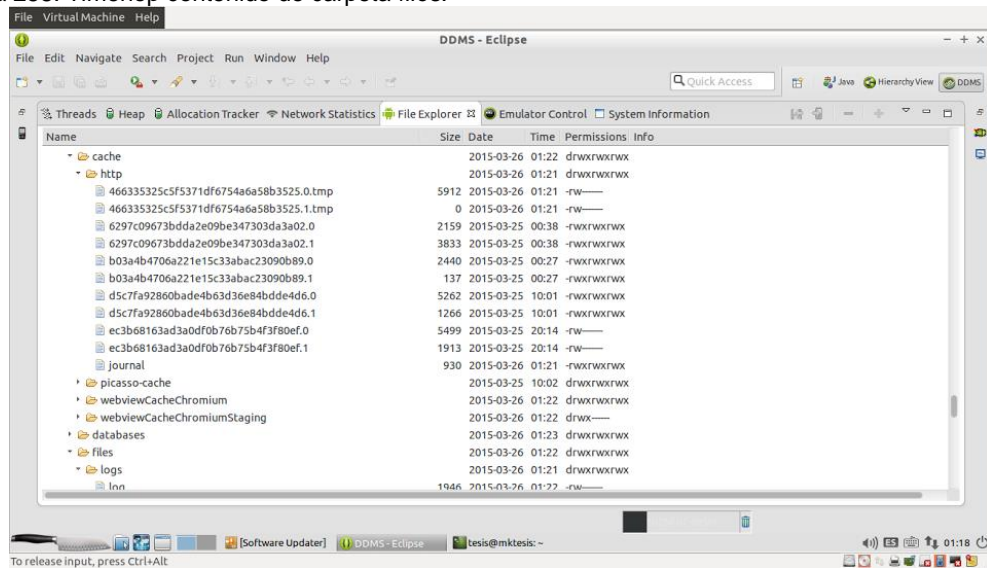 File Virtual Machine Help
DDMS - Eclipse
File Edit Navigate Search Project Run Window Help
Quick Access
Java
Hierarchy View
DDMS
Threads Heap Allocation Tracker Network Statistics File Explorer Emulator Control System Information
Name Size Date Time Permissions Info
cache 2015-03-26 01:22 drwxrwxrwx
http 2015-03-26 01:21 drwxrwxrwx
466335325c5f5371df6754a6a58b3525.0.tmp 5912 2015-03-26 01:21 -rw------
466335325c5f5371df6754a6a58b3525.1.tmp 0 2015-03-26 01:21 -rw------
6297c09673bdda2e09be347303da3a02.0 2159 2015-03-25 00:38 -rwxrwxrwx
6297c09673bdda2e09be347303da3a02.1 3833 2015-03-25 00:38 -rwxrwxrwx
b03a4b4706a221e15c33abac23090b89.0 2440 2015-03-25 00:27 -rwxrwxrwx
b03a4b4706a221e15c33abac23090b89.1 137 2015-03-25 00:27 -rwxrwxrwx
d5c7fa92860bade4b63d36e84bdde4d6.0 5262 2015-03-25 10:01 -rwxrwxrwx
d5c7fa92860bade4b63d36e84bdde4d6.1 1266 2015-03-25 10:01 -rwxrwxrwx
ec3b68163ad3a0df0b76b75b4f3f80ef.0 5499 2015-03-25 20:14 -rw------
ec3b68163ad3a0df0b76b75b4f3f80ef.1 1913 2015-03-25 20:14 -rw------
journal 930 2015-03-26 01:21 -rwxrwxrwx
picasso-cache 2015-03-25 10:02 drwxrwxrwx
webviewCacheChromium 2015-03-26 01:22 drwxrwxrwx
webviewCacheChromiumStaging 2015-03-26 01:22 drwx------
databases 2015-03-26 01:23 drwxrwxrwx
files 2015-03-26 01:22 drwxrwxrwx
logs 2015-03-26 01:21 drwxrwxrwx
log 1946 2015-03-26 01:22 -rw------
[Software Updater] DDMS - Eclipse tesis@mktesis: ~ ES 01:18
To release input, press Ctrl+Alt